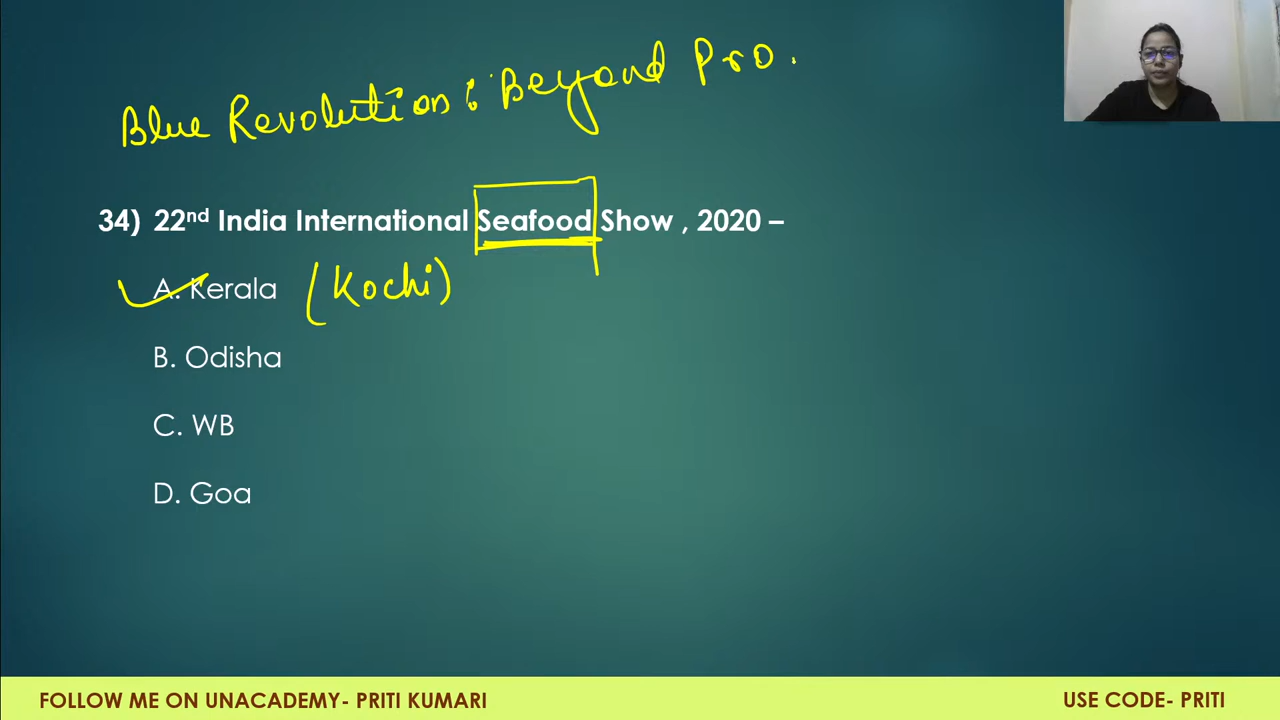 Blue Revolution : Beyond Pro.
34) 22nd India International Seafood Show , 2020 –
A. Kerala (Kochi)
B. Odisha
C. WB
D. Goa
FOLLOW ME ON UNACADEMY- PRITI KUMARI
USE CODE- PRITI